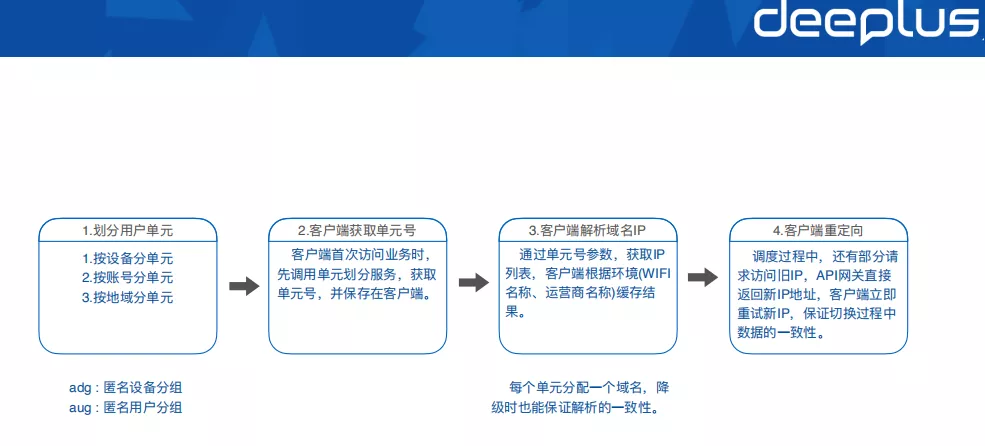 deeplus
1.划分用户单元
1.按设备分单元
2.按账号分单元
3.按地域分单元
2.客户端获取单元号
客户端首次访问业务时，
先调用单元划分服务，获取
单元号，并保存在客户端。
3.客户端解析域名IP
通过单元号参数，获取IP
列表，客户端根据环境(WIFI
名称、运营商名称)缓存结
果。
4.客户端重定向
调度过程中，还有部分请
求访问旧IP，API网关直接
返回新IP地址，客户端立即
重试新IP，保证切换过程中
数据的一致性。
adg : 匿名设备分组
aug : 匿名用户分组
每个单元分配一个域名，降
级时也能保证解析的一致性。